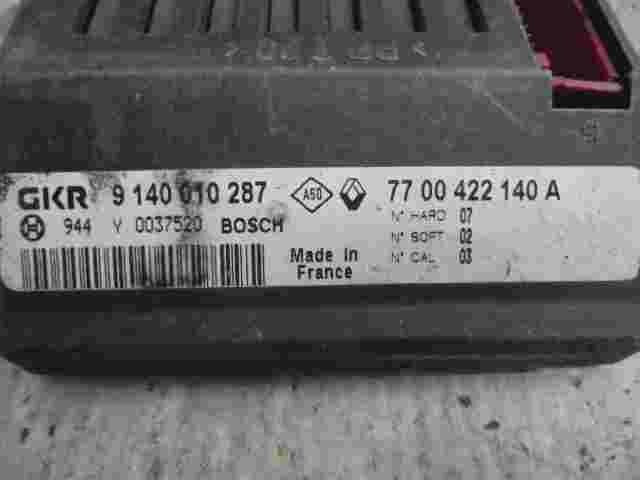 GKR 9 140 010 287 A50 77 00 422 140 A
944 Y 0037520 BOSCH
N° HARD 07
N° SOFT 02
N° CAL 03
Made in
France